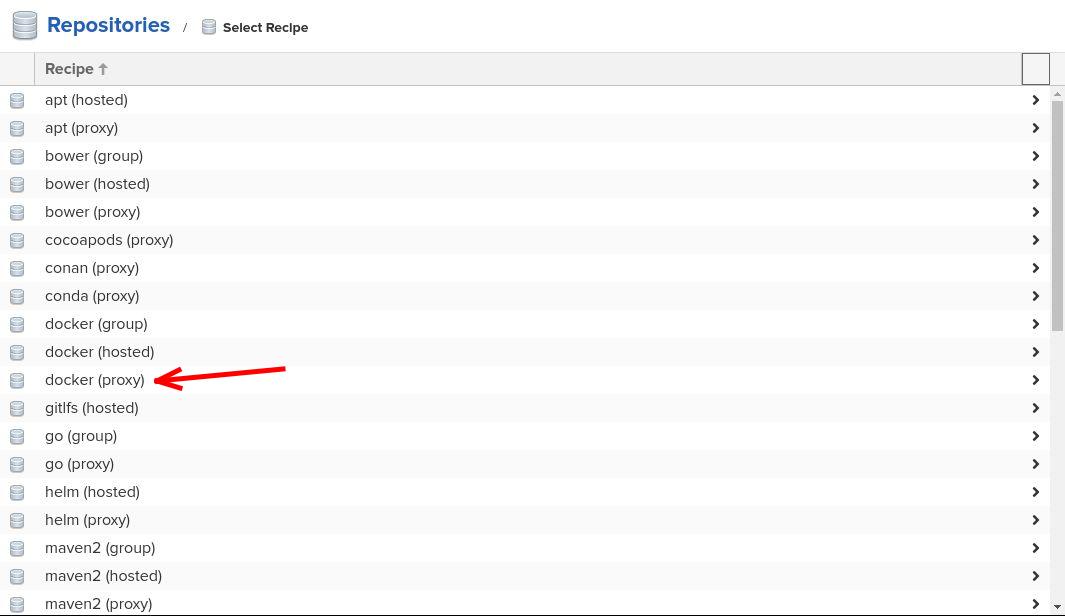 Repositories / Select Recipe
Recipe
apt (hosted)
apt (proxy)
bower (group)
bower (hosted)
bower (proxy)
cocoapods (proxy)
conan (proxy)
conda (proxy)
docker (group)
docker (hosted)
docker (proxy)
gitlfs (hosted)
go (group)
go (proxy)
helm (hosted)
helm (proxy)
maven2 (group)
maven2 (hosted)
maven2 (proxy)